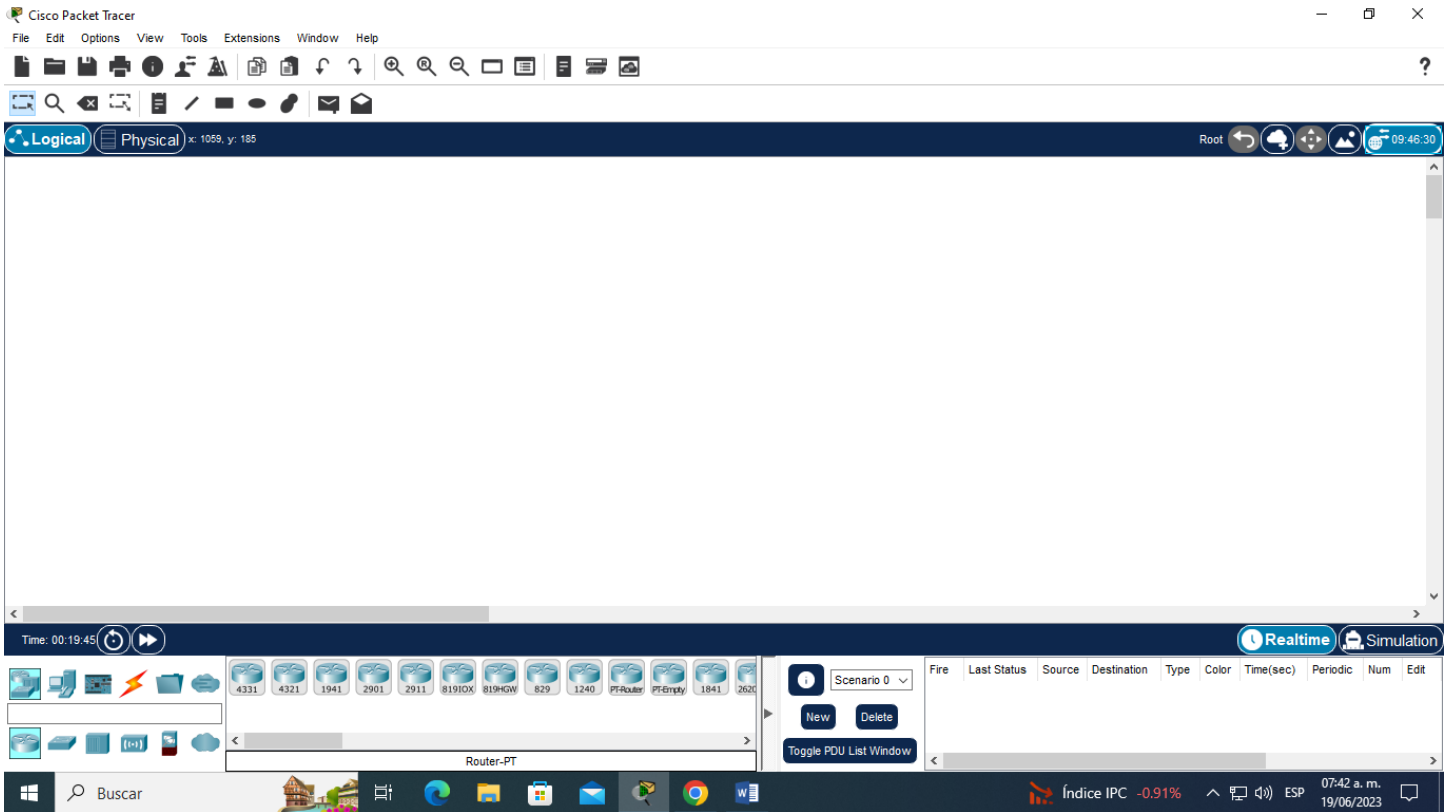 Cisco Packet Tracer
File Edit Options View Tools Extensions Window Help
?
Logical Physical x: 1059, y: 185 Root 09:46:30
Time: 00:19:45 Realtime Simulation
4331 4321 1941 2901 2911 819IOX 819HGW 829 1240 PT-Router PT-Empty 1841 262
Router-PT
Scenario 0
New Delete
Toggle PDU List Window
Fire Last Status Source Destination Type Color Time(sec) Periodic Num Edit
Buscar Índice IPC -0.91% ESP 07:42 a. m.
19/06/2023